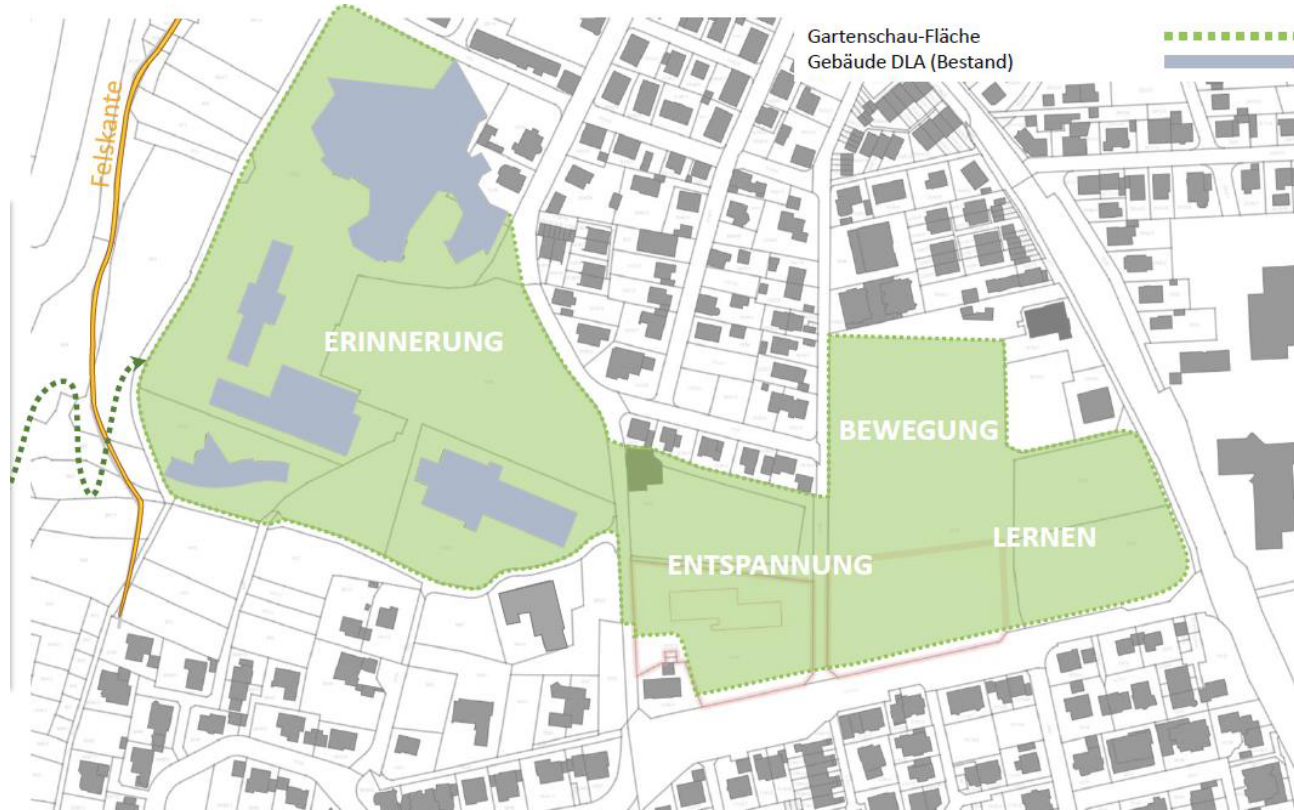 Gartenschau-Fläche
Gebäude DLA (Bestand)
Felskante
ERINNERUNG
BEWEGUNG
LERNEN
ENTSPANNUNG